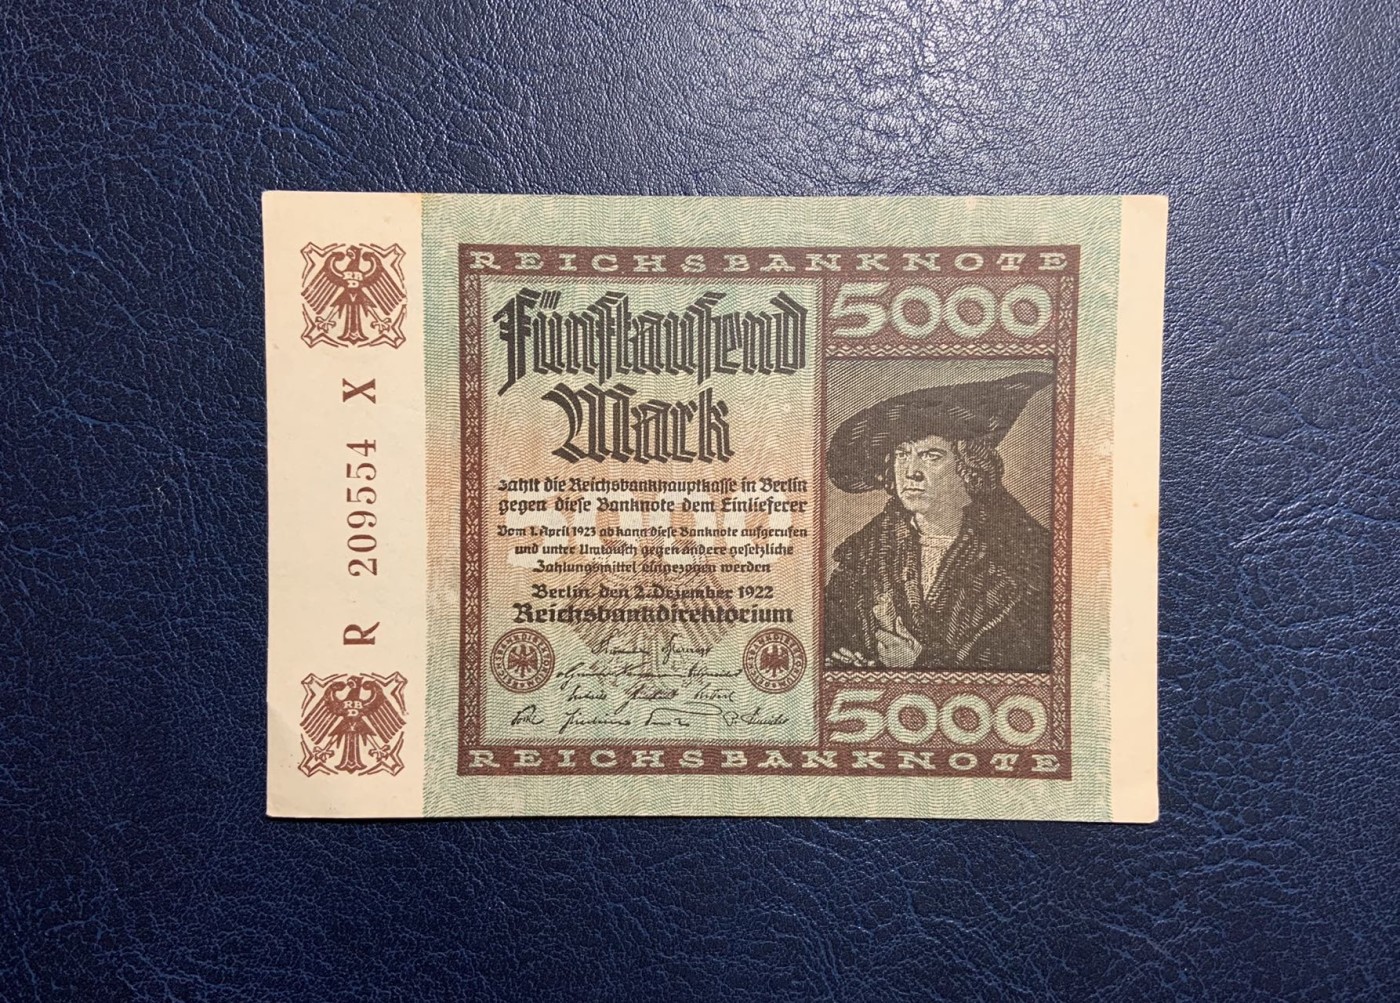 REICHSBANKNOTE
5000
Fünftausend
Mark
zahlt die Reichsbankhauptkasse in Berlin
gegen diese Banknote dem Einlieferer
Vom 1. April 1923 ab kann diese Banknote aufgerufen
und unter Umtausch gegen andere gesetzliche
Zahlungsmittel eingezogen werden
Berlin, den 2. Dezember 1922
Reichsbankdirektorium
5000
REICHSBANKNOTE
R 209554 X
RBD
RBD